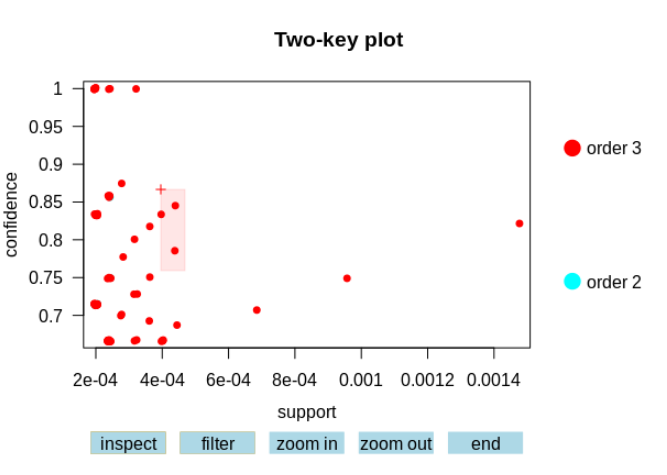 Two-key plot
confidence
1
0.95
0.9
0.85
0.8
0.75
0.7
order 3
order 2
2e-04 4e-04 6e-04 8e-04 0.001 0.0012 0.0014
support
inspect filter zoom in zoom out end